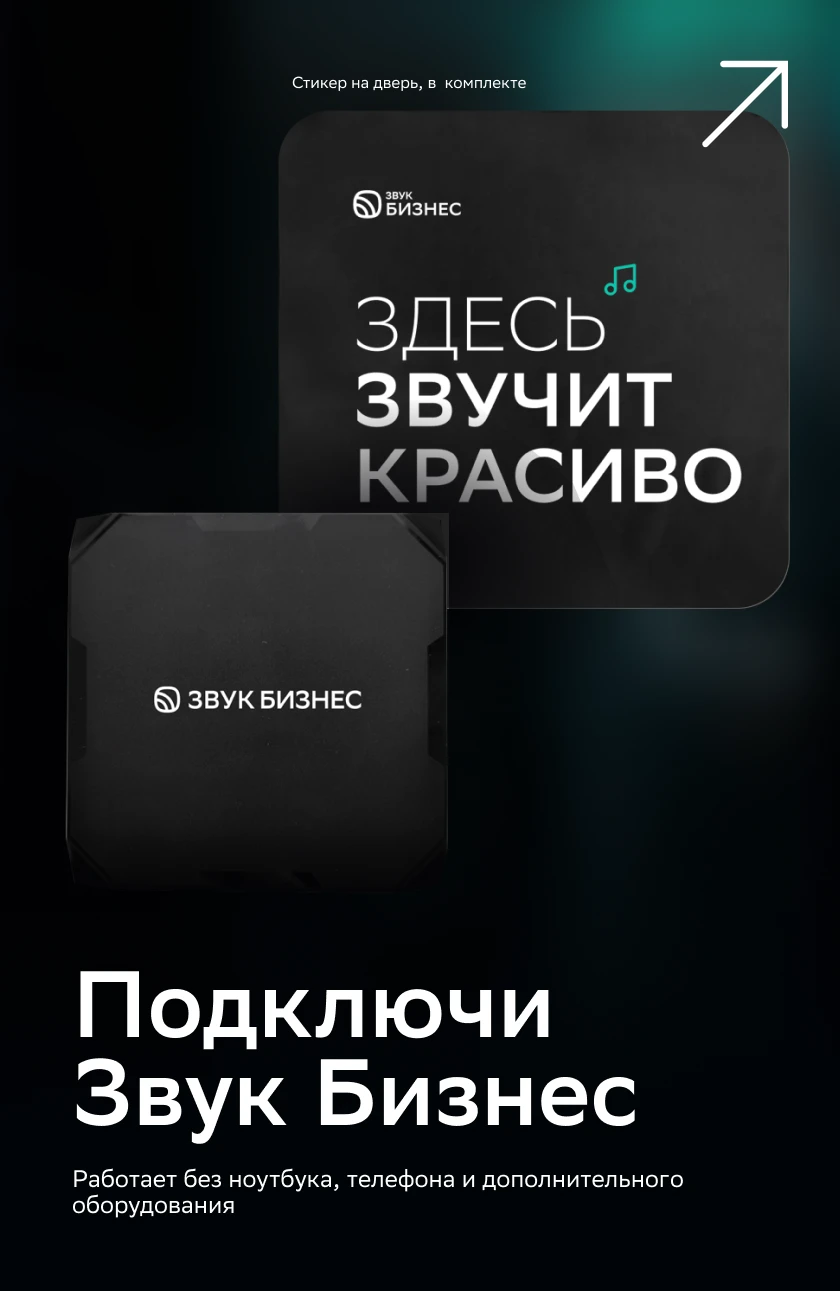 Стикер на дверь, в комплекте
ЗВУК
БИЗНЕС
ЗДЕСЬ
ЗВУЧИТ
КРАСИВО
ЗВУК БИЗНЕС
Подключи
Звук Бизнес
Работает без ноутбука, телефона и дополнительного
оборудования